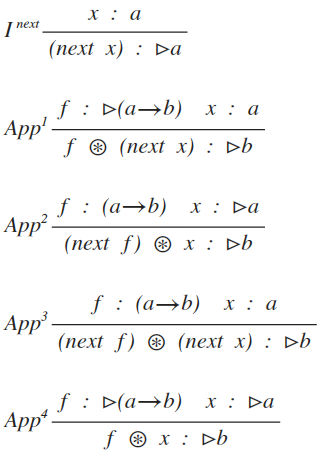 x : a
I^next
(next x) : ⊳a
f : ⊳(a→b) x : a
App¹
f ⊛ (next x) : ⊳b
f : (a→b) x : ⊳a
App²
(next f) ⊛ x : ⊳b
f : (a→b) x : a
App³
(next f) ⊛ (next x) : ⊳b
f : ⊳(a→b) x : ⊳a
App⁴
f ⊛ x : ⊳b